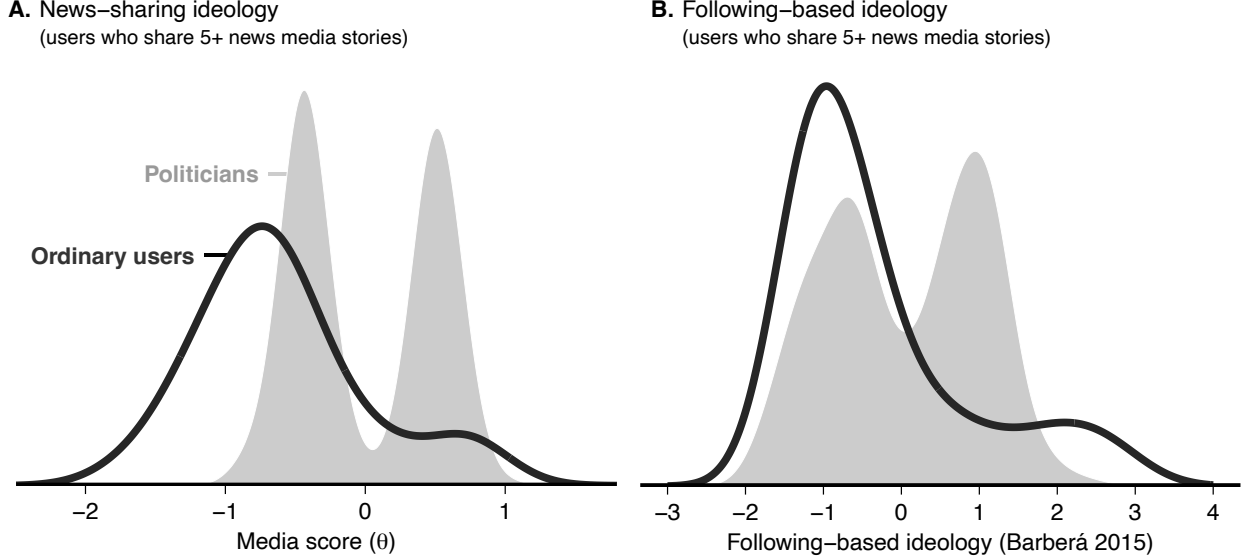 A. News−sharing ideology
(users who share 5+ news media stories)
Politicians
Ordinary users
−2 −1 0 1
Media score (θ)
B. Following−based ideology
(users who share 5+ news media stories)
−3 −2 −1 0 1 2 3 4
Following−based ideology (Barberá 2015)